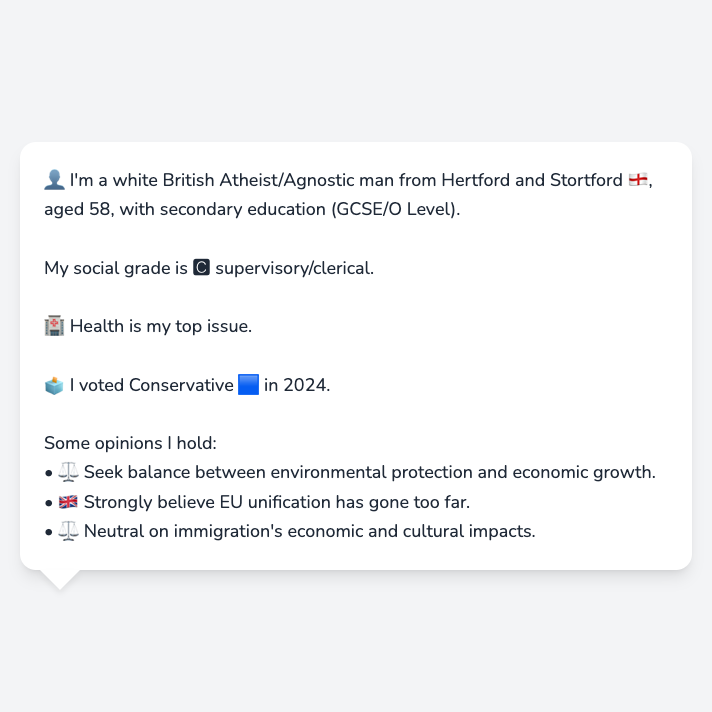 👤 I'm a white British Atheist/Agnostic man from Hertford and Stortford 🏴󠁧󠁢󠁥󠁮󠁧󠁿,
aged 58, with secondary education (GCSE/O Level).
My social grade is 🅲 supervisory/clerical.
🏥 Health is my top issue.
🗳️ I voted Conservative 🟦 in 2024.
Some opinions I hold:
• ⚖️ Seek balance between environmental protection and economic growth.
• 🇬🇧 Strongly believe EU unification has gone too far.
• ⚖️ Neutral on immigration's economic and cultural impacts.